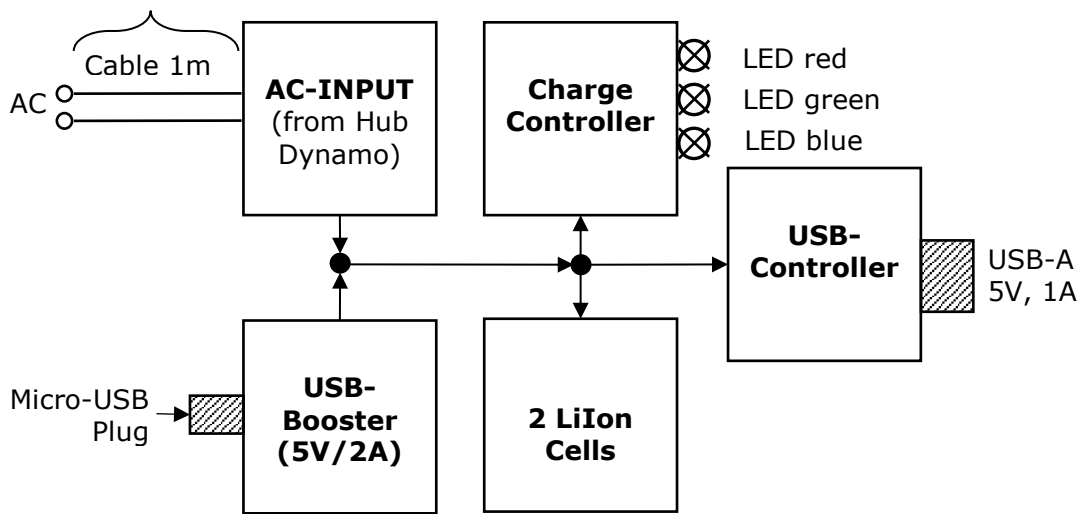 Cable 1m
AC
AC-INPUT
(from Hub
Dynamo)
Charge
Controller
LED red
LED green
LED blue
USB-
Controller
USB-A
5V, 1A
Micro-USB
Plug
USB-
Booster
(5V/2A)
2 LiIon
Cells